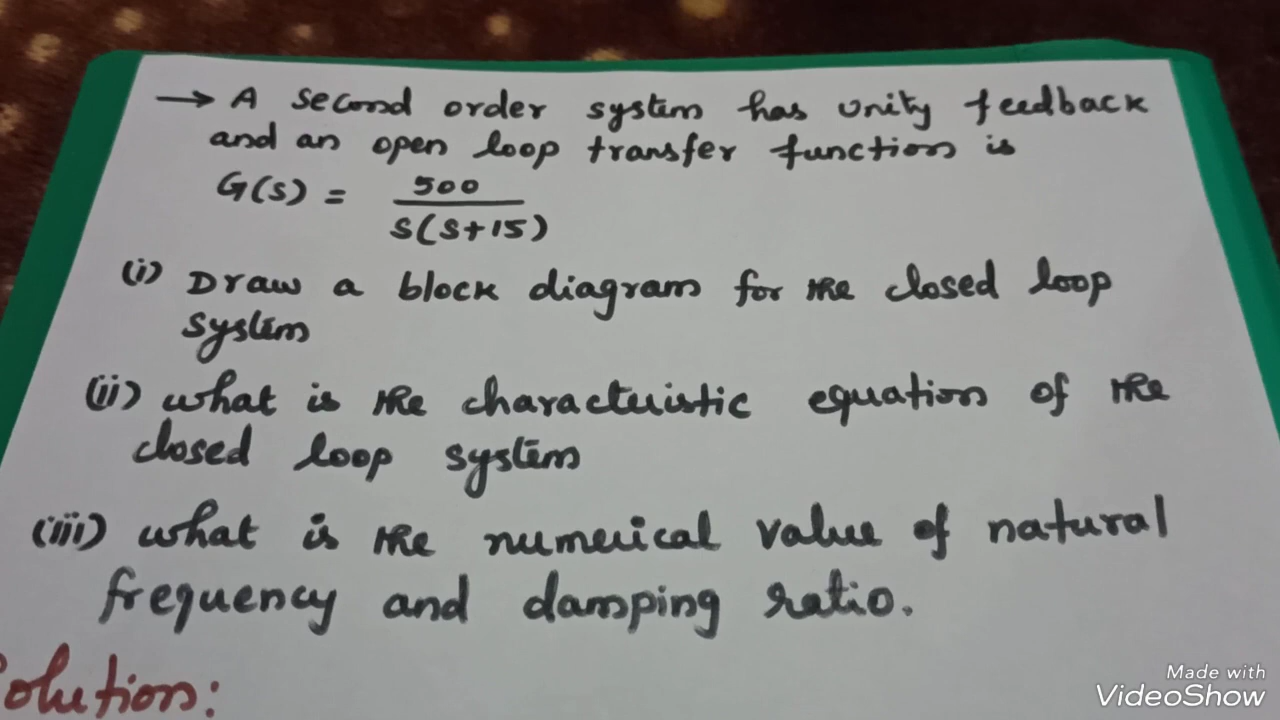 → A second order system has unity feedback
and an open loop transfer function is
G(s) = 500 / s(s+15)
(i) Draw a block diagram for the closed loop
system
(ii) what is the characteristic equation of the
closed loop system
(iii) what is the numerical value of natural
frequency and damping ratio.
olution:
Made with
VideoShow